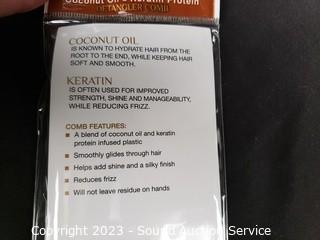 Coconut Oil & Keratin Protein
DETANGLER COMB
COCONUT OIL
IS KNOWN TO HYDRATE HAIR FROM THE
ROOT TO THE END, WHILE KEEPING HAIR
SOFT AND SMOOTH.
KERATIN
IS OFTEN USED FOR IMPROVED
STRENGTH, SHINE AND MANAGEABILITY,
WHILE REDUCING FRIZZ.
COMB FEATURES:
A blend of coconut oil and keratin
protein infused plastic
Smoothly glides through hair
Helps add shine and a silky finish
Reduces frizz
Will not leave residue on hands
Copyright 2023 - Sound Auction Service